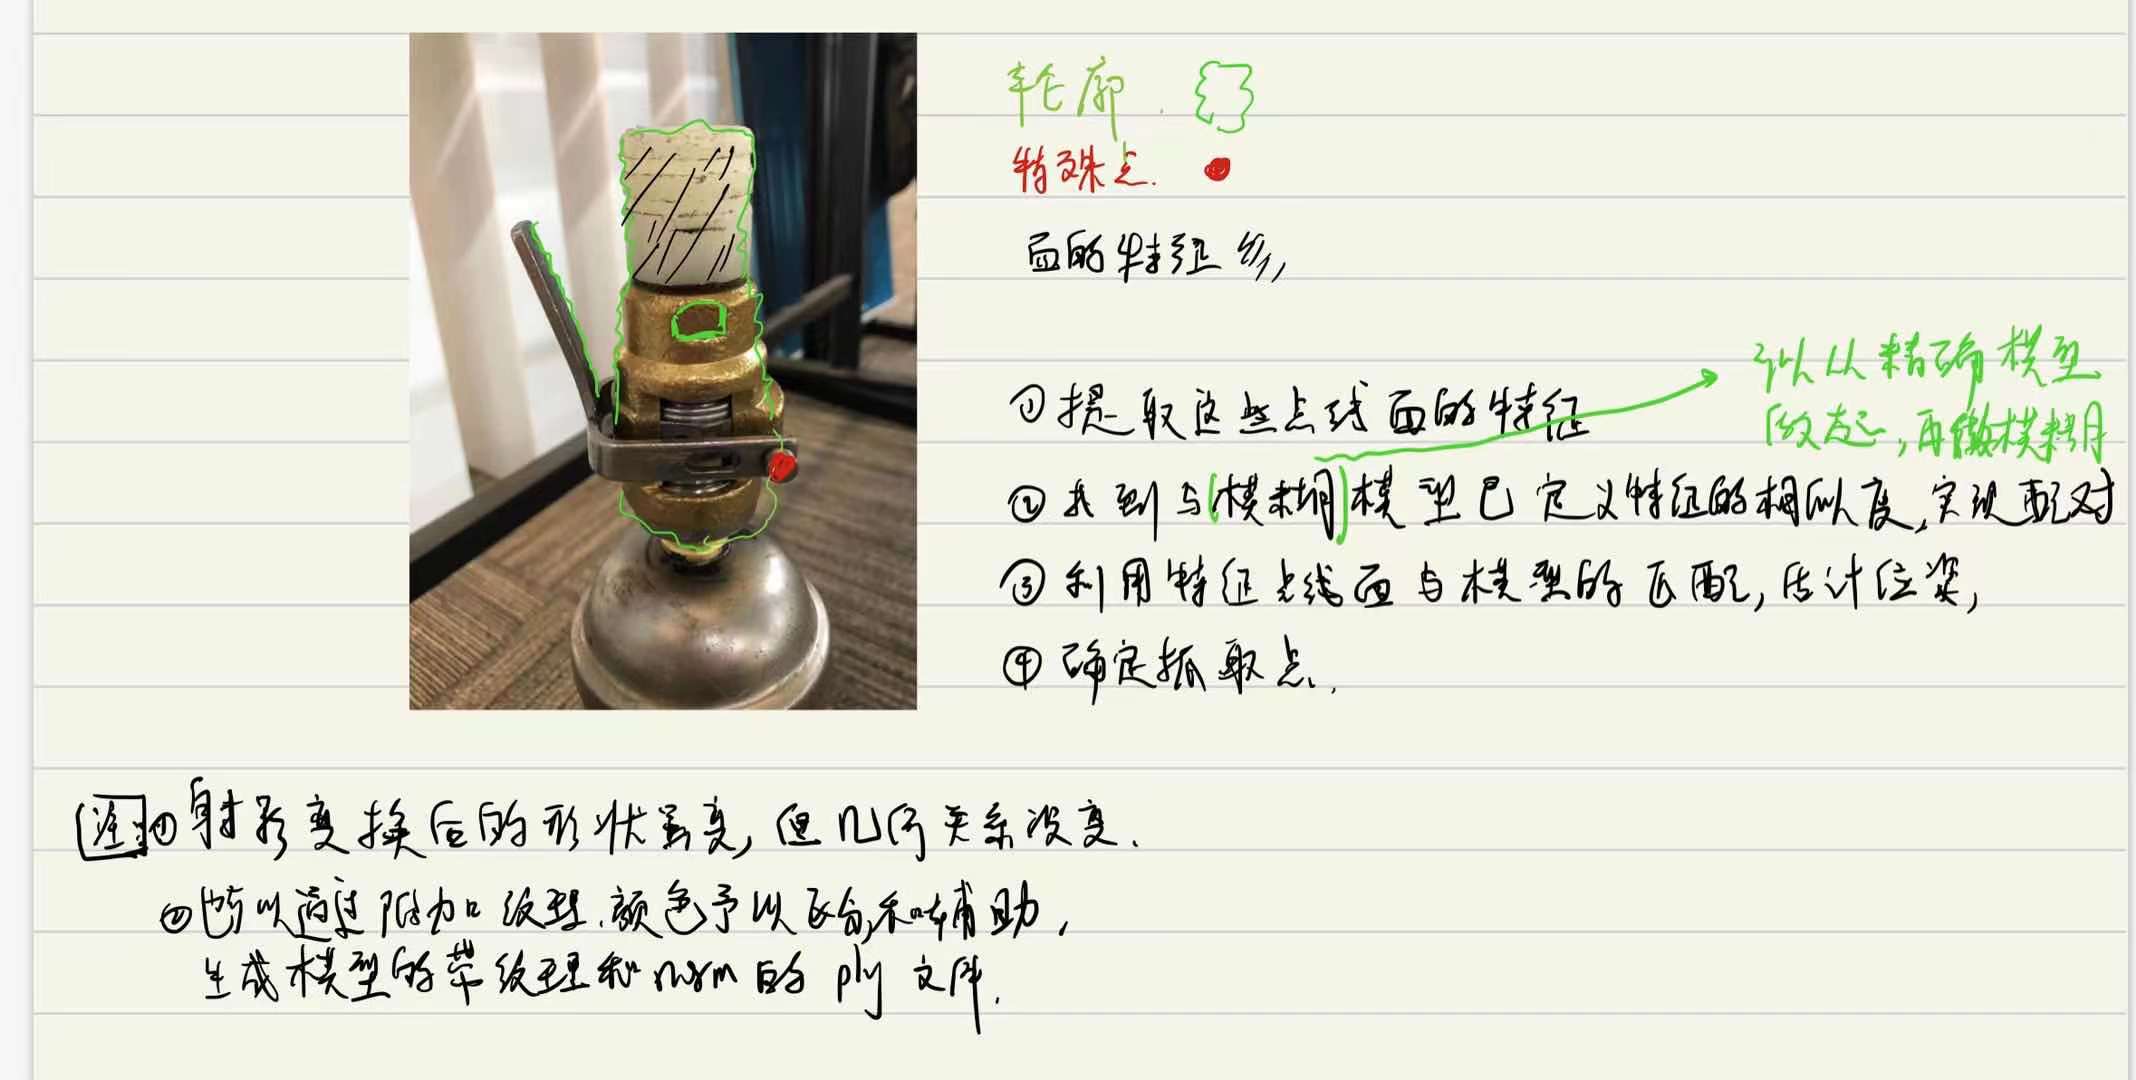 轮廓.
特殊点.
面的特征
可以从精确模型
做起,再做模糊
①提取这些点线面的特征
②找到与(模糊)模型已定义特征的相似度,实现配对
③利用特征点线面与模型的匹配,估计位姿,
④确定抓取点.
注①射影变换后的形状虽变,但几何关系没变.
②也可以通过附加纹理.颜色予以配合和辅助,
生成模型的带纹理和norm的ply文件.